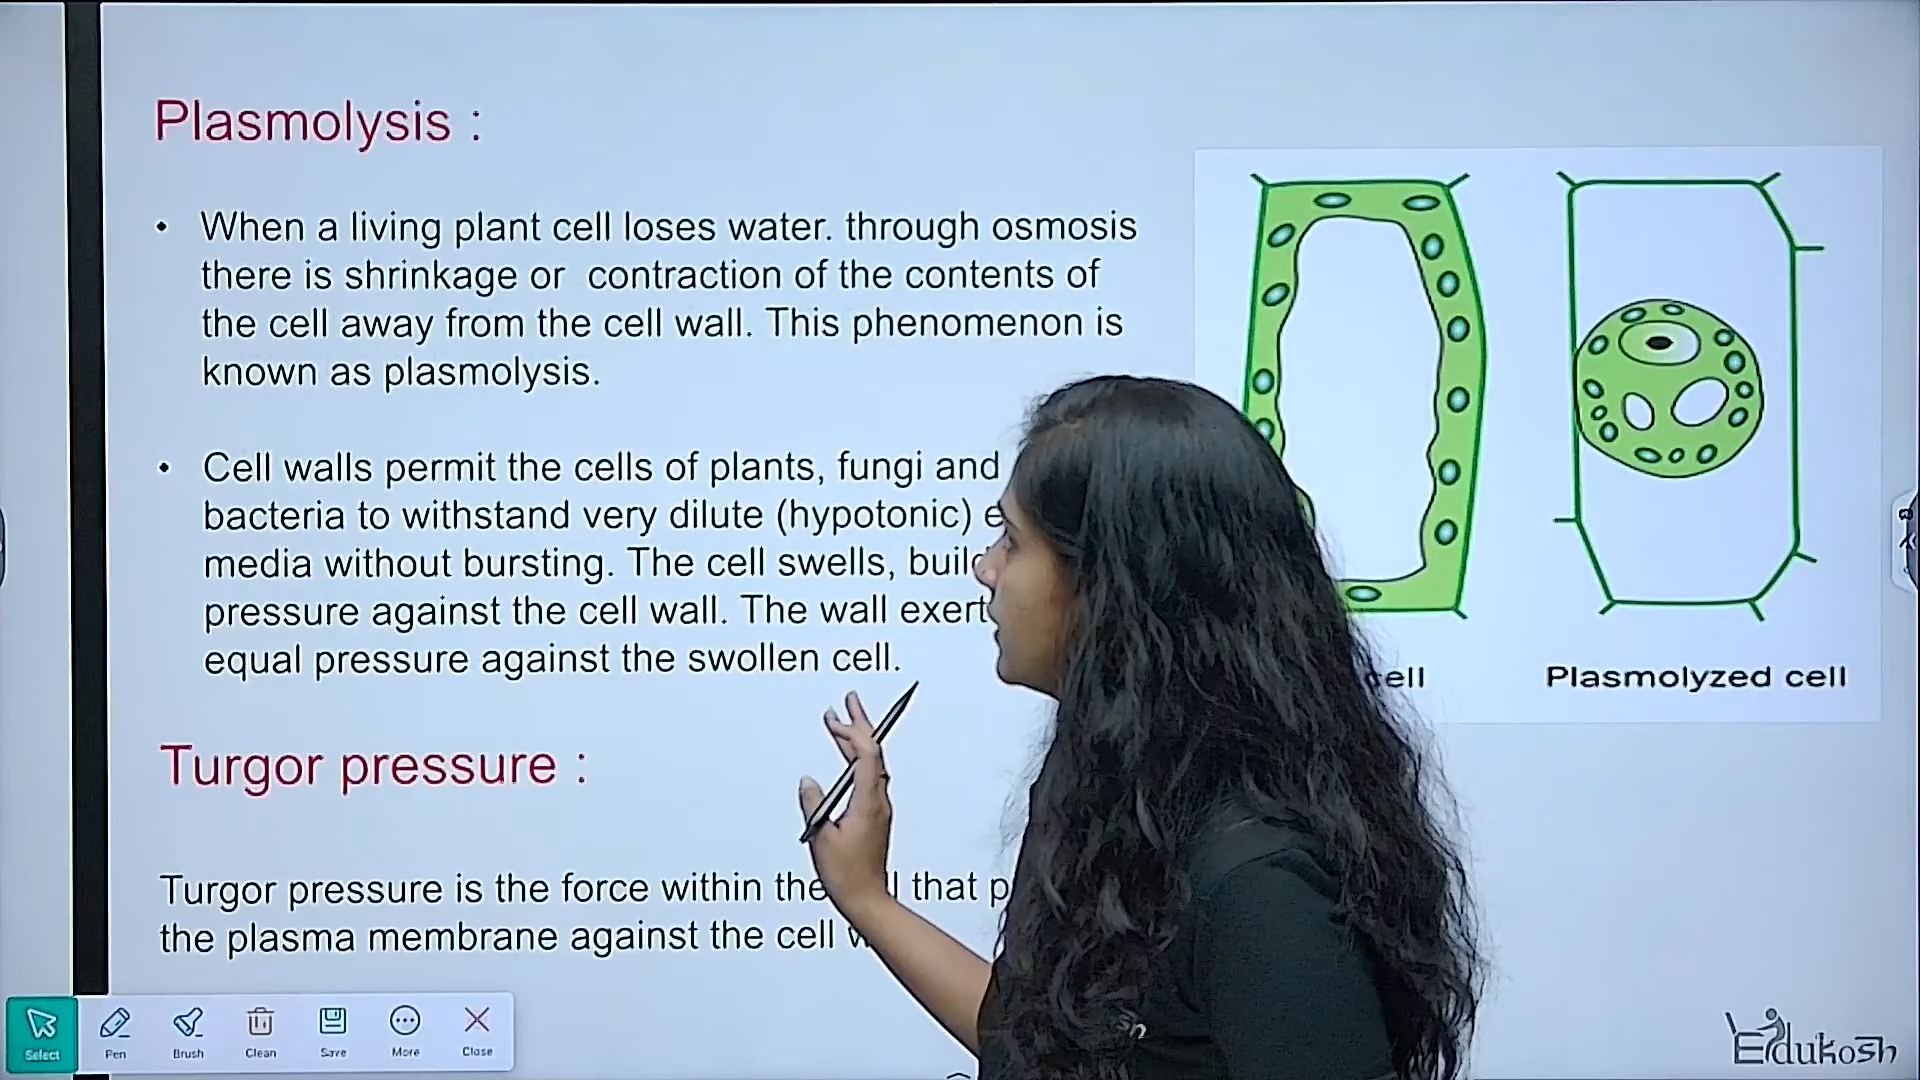 Plasmolysis :
• When a living plant cell loses water. through osmosis
there is shrinkage or contraction of the contents of
the cell away from the cell wall. This phenomenon is
known as plasmolysis.
• Cell walls permit the cells of plants, fungi and
bacteria to withstand very dilute (hypotonic)
media without bursting. The cell swells,
pressure against the cell wall. The wall
equal pressure against the swollen cell.
cell
Plasmolyzed cell
Turgor pressure :
Turgor pressure is the force within that
the plasma membrane against the cell
Select
Pen
Brush
Clean
Save
More
Close
Edukosh